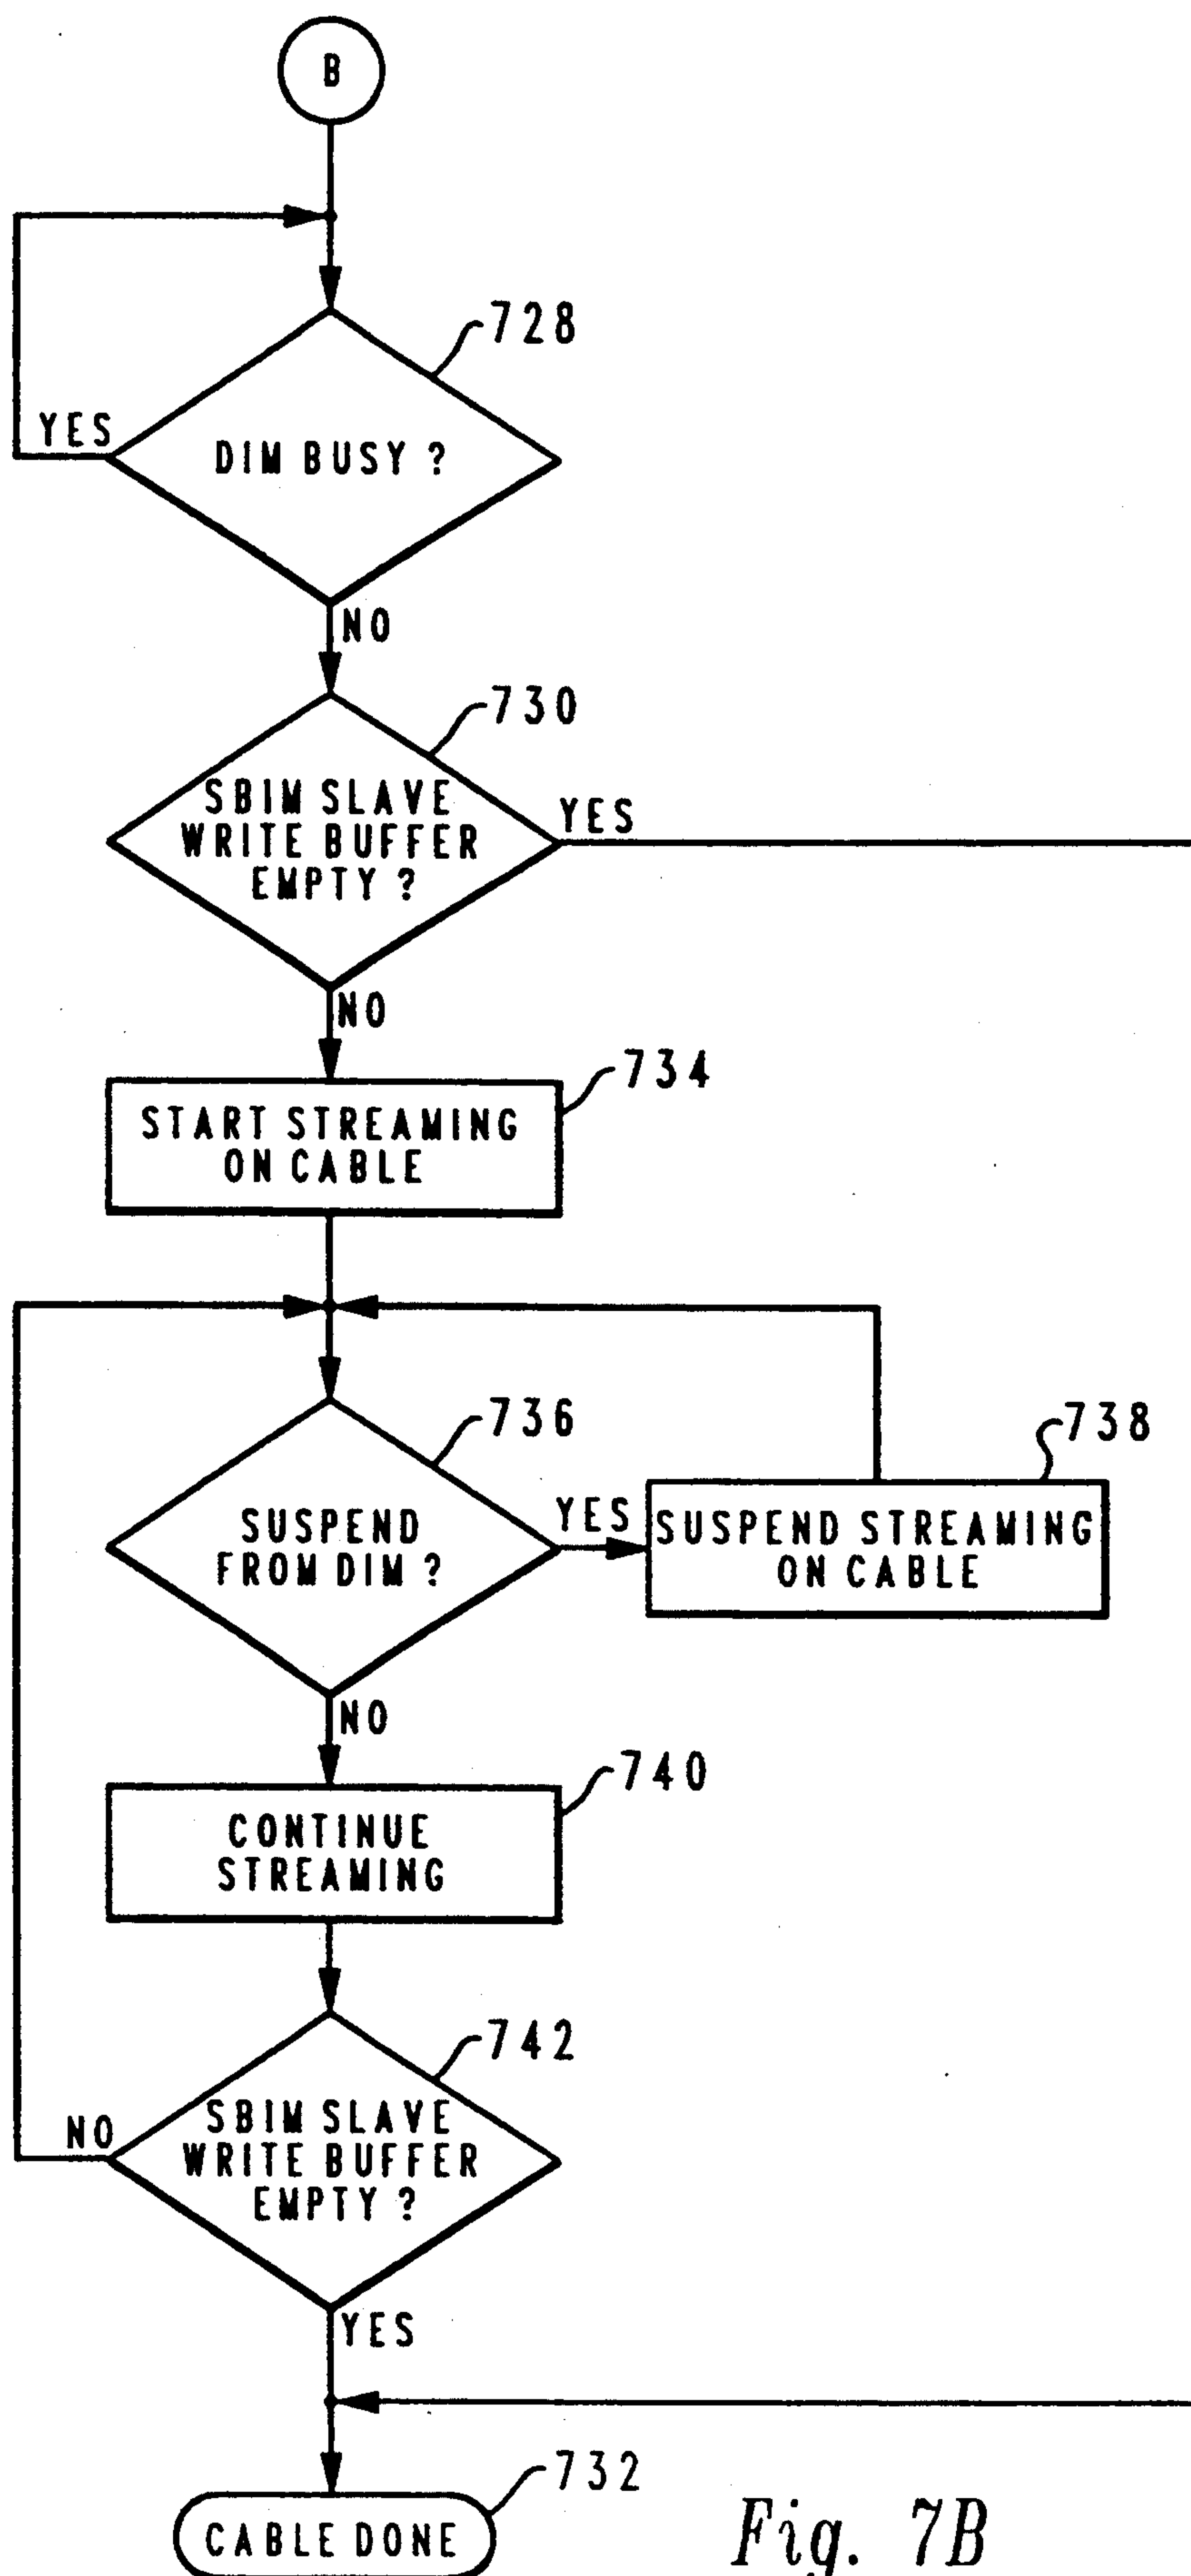 B
728
YES
DIM BUSY ?
NO
730
SBIM SLAVE
WRITE BUFFER
EMPTY ?
YES
NO
734
START STREAMING
ON CABLE
736
738
SUSPEND
FROM DIM ?
YES
SUSPEND STREAMING
ON CABLE
NO
740
CONTINUE
STREAMING
742
NO
SBIM SLAVE
WRITE BUFFER
EMPTY ?
YES
732
CABLE DONE
Fig. 7B